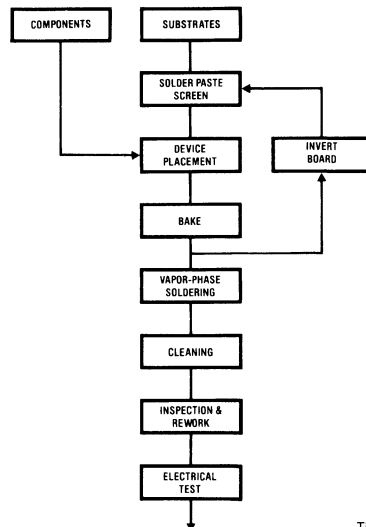 COMPONENTS
SUBSTRATES
SOLDER PASTE
SCREEN
DEVICE
PLACEMENT
INVERT
BOARD
BAKE
VAPOR-PHASE
SOLDERING
CLEANING
INSPECTION &
REWORK
ELECTRICAL
TEST